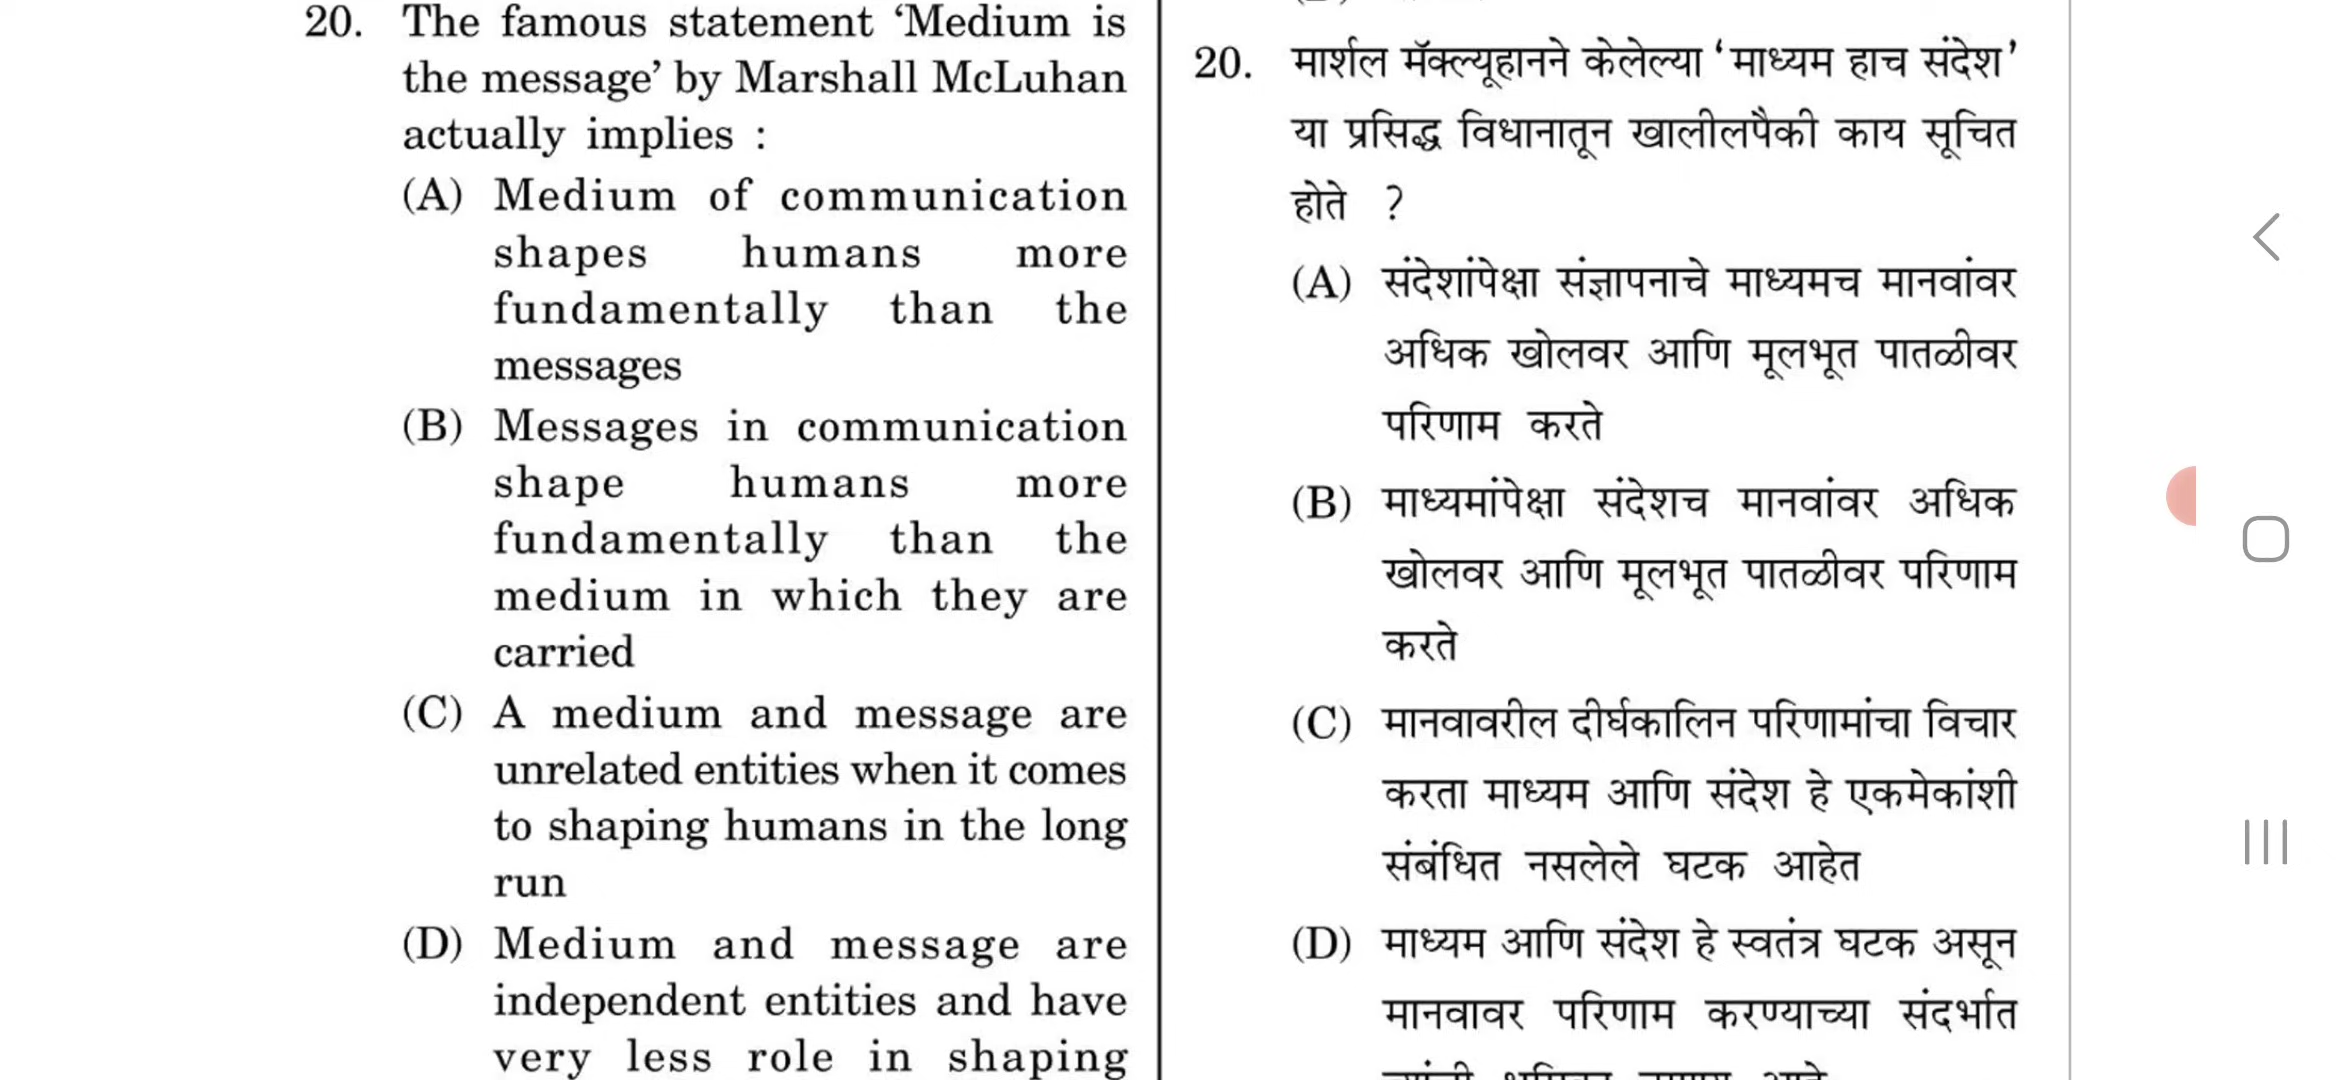 20. The famous statement ‘Medium is
the message’ by Marshall McLuhan
actually implies :
(A) Medium of communication
shapes humans more
fundamentally than the
messages
(B) Messages in communication
shape humans more
fundamentally than the
medium in which they are
carried
(C) A medium and message are
unrelated entities when it comes
to shaping humans in the long
run
(D) Medium and message are
independent entities and have
very less role in shaping
20. मार्शल मॅक्ल्यूहानने केलेल्या ‘माध्यम हाच संदेश’
या प्रसिद्ध विधानातून खालीलपैकी काय सूचित
होते ?
(A) संदेशांपेक्षा संज्ञापनाचे माध्यमच मानवांवर
अधिक खोलवर आणि मूलभूत पातळीवर
परिणाम करते
(B) माध्यमांपेक्षा संदेशच मानवांवर अधिक
खोलवर आणि मूलभूत पातळीवर परिणाम
करते
(C) मानवावरील दीर्घकालिन परिणामांचा विचार
करता माध्यम आणि संदेश हे एकमेकांशी
संबंधित नसलेले घटक आहेत
(D) माध्यम आणि संदेश हे स्वतंत्र घटक असून
मानवावर परिणाम करण्याच्या संदर्भात